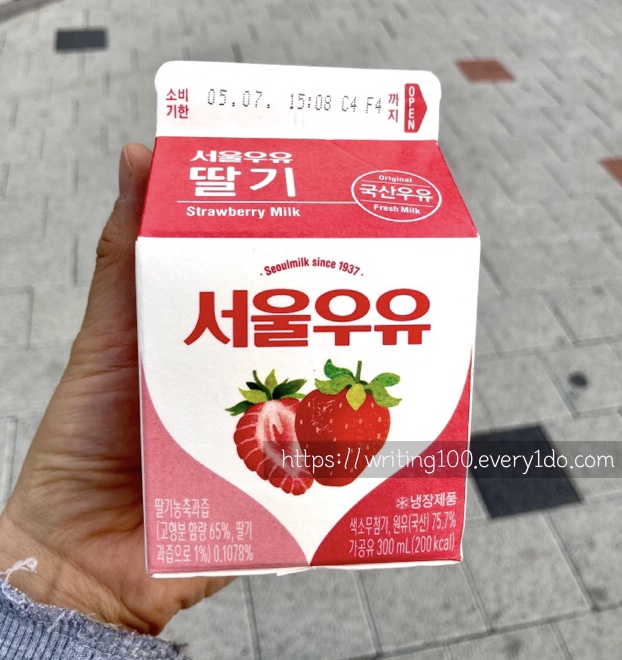 소비
기한
05.07. 15:08 C4 F4
까
지
OPEN
서울우유
딸기
Strawberry Milk
Original
국산우유
Fresh Milk
· Seoulmilk since 1937 ·
서울우유
https://writing100.every1do.com
딸기농축과즙
(고형분 함량 65%, 딸기
과즙으로 1%) 0.1078%
냉장제품
색소무첨가, 원유(국산) 75.7%
가공유 300 mL(200 kcal)